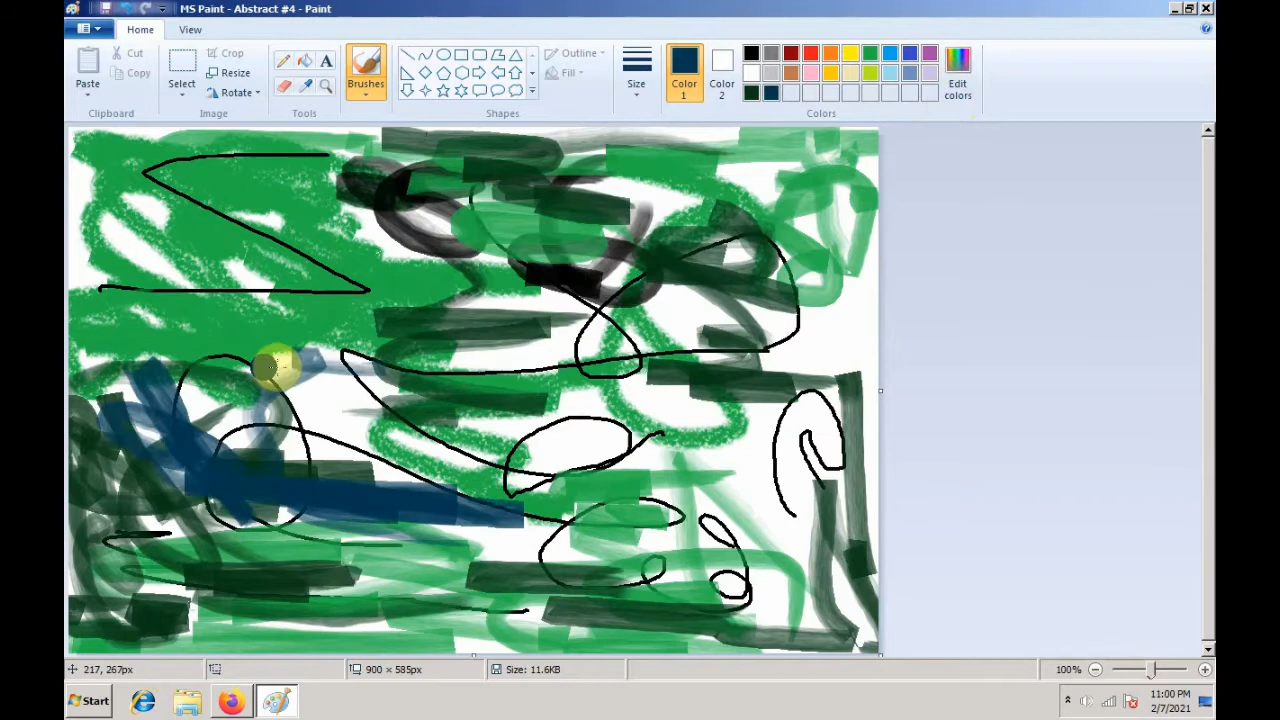 MS Paint - Abstract #4 - Paint
Home View
Paste
Cut
Copy
Clipboard
Select
Crop
Resize
Rotate
Image
A
Tools
Brushes
Outline
Fill
Shapes
Size
Color 1
Color 2
Edit colors
Colors
217, 267px
900 × 585px
Size: 11.6KB
100%
Start
11:00 PM
2/7/2021